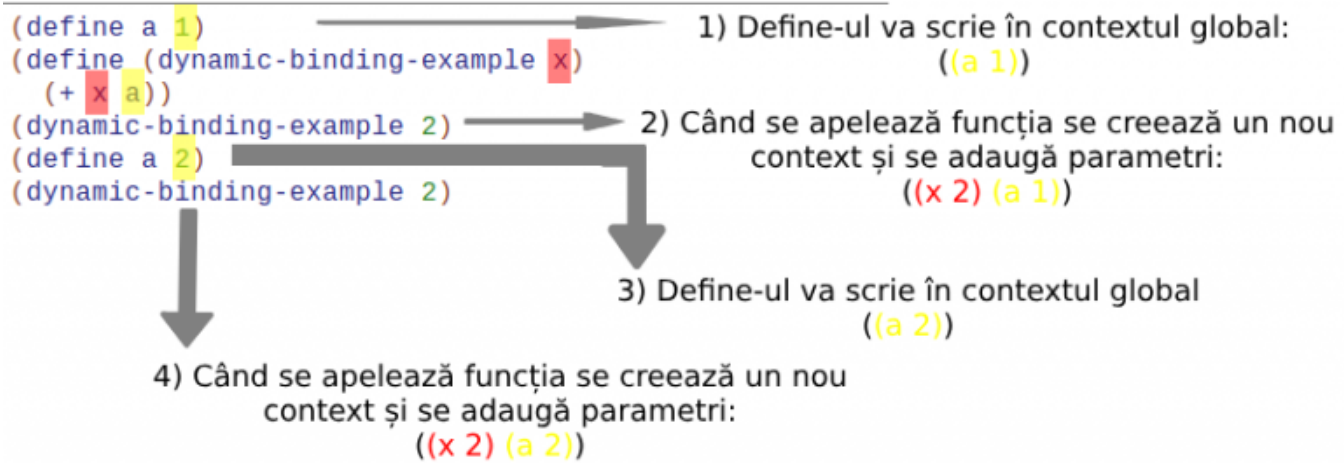 (define a 1)
(define (dynamic-binding-example x)
(+ x a))
(dynamic-binding-example 2)
(define a 2)
(dynamic-binding-example 2)
1) Define-ul va scrie în contextul global:
((a 1))
2) Când se apelează funcția se creează un nou
context și se adaugă parametri:
((x 2) (a 1))
3) Define-ul va scrie în contextul global
((a 2))
4) Când se apelează funcția se creează un nou
context și se adaugă parametri:
((x 2) (a 2))